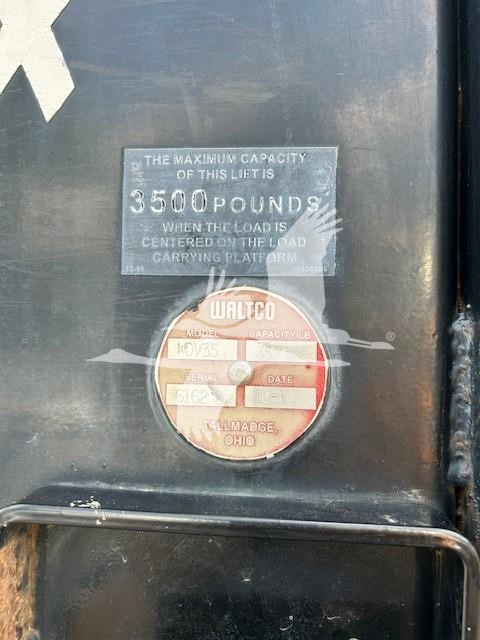 THE MAXIMUM CAPACITY
OF THIS LIFT IS
3500 POUNDS
WHEN THE LOAD IS
CENTERED ON THE LOAD
CARRYING PLATFORM
WALTCO
MODEL CAPACITY/LB.
WDV35
SERIAL DATE
TALLMADGE,
OHIO
®